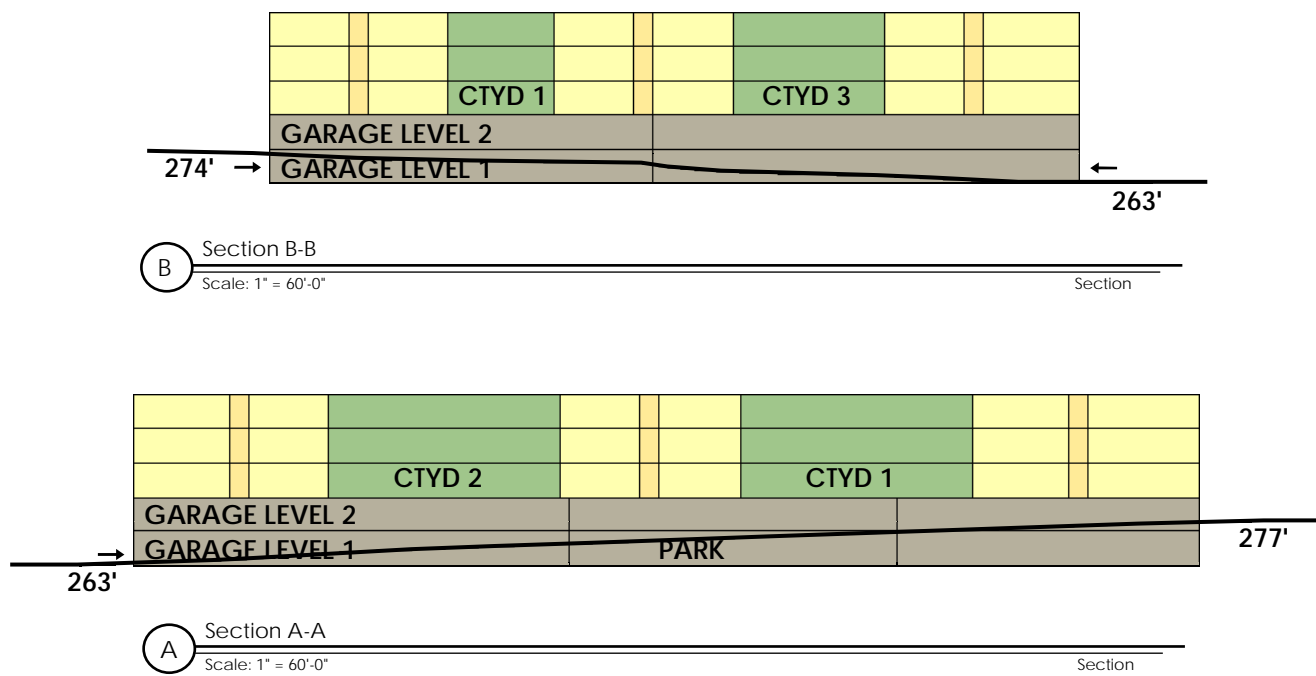 CTYD 1 CTYD 3
GARAGE LEVEL 2
274' GARAGE LEVEL 1
263'
B Section B-B
Scale: 1" = 60'-0" Section
CTYD 2 CTYD 1
GARAGE LEVEL 2
GARAGE LEVEL 1 PARK
277'
263'
A Section A-A
Scale: 1" = 60'-0" Section